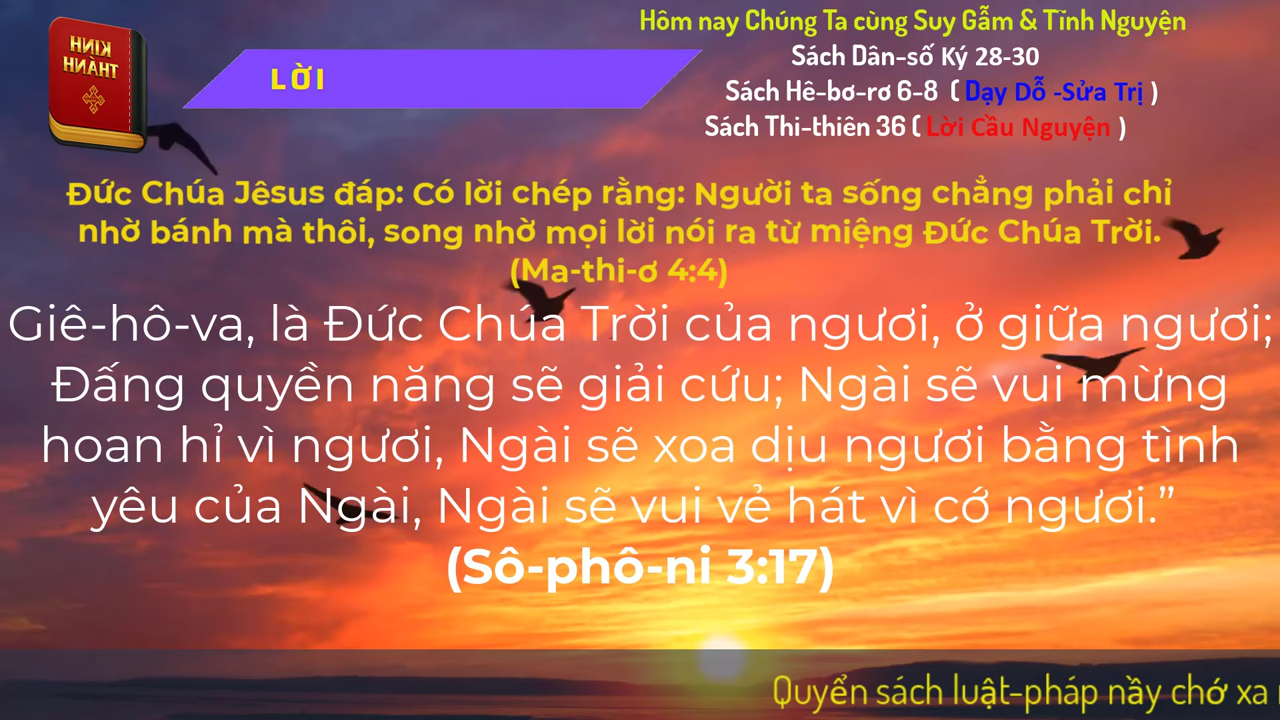 KINH
THÀNH
LỜI
Hôm nay Chúng Ta cùng Suy Gẫm & Tĩnh Nguyện
Sách Dân-số Ký 28-30
Sách Hê-bơ-rơ 6-8 ( Dạy Dỗ -Sửa Trị )
Sách Thi-thiên 36 ( Lời Cầu Nguyện )
Đức Chúa Jêsus đáp: Có lời chép rằng: Người ta sống chẳng phải chỉ
nhờ bánh mà thôi, song nhờ mọi lời nói ra từ miệng Đức Chúa Trời.
(Ma-thi-ơ 4:4)
Giê-hô-va, là Đức Chúa Trời của ngươi, ở giữa ngươi;
Đấng quyền năng sẽ giải cứu; Ngài sẽ vui mừng
hoan hỉ vì ngươi, Ngài sẽ xoa dịu ngươi bằng tình
yêu của Ngài, Ngài sẽ vui vẻ hát vì cớ ngươi.”
(Sô-phô-ni 3:17)
Quyển sách luật-pháp nầy chớ xa